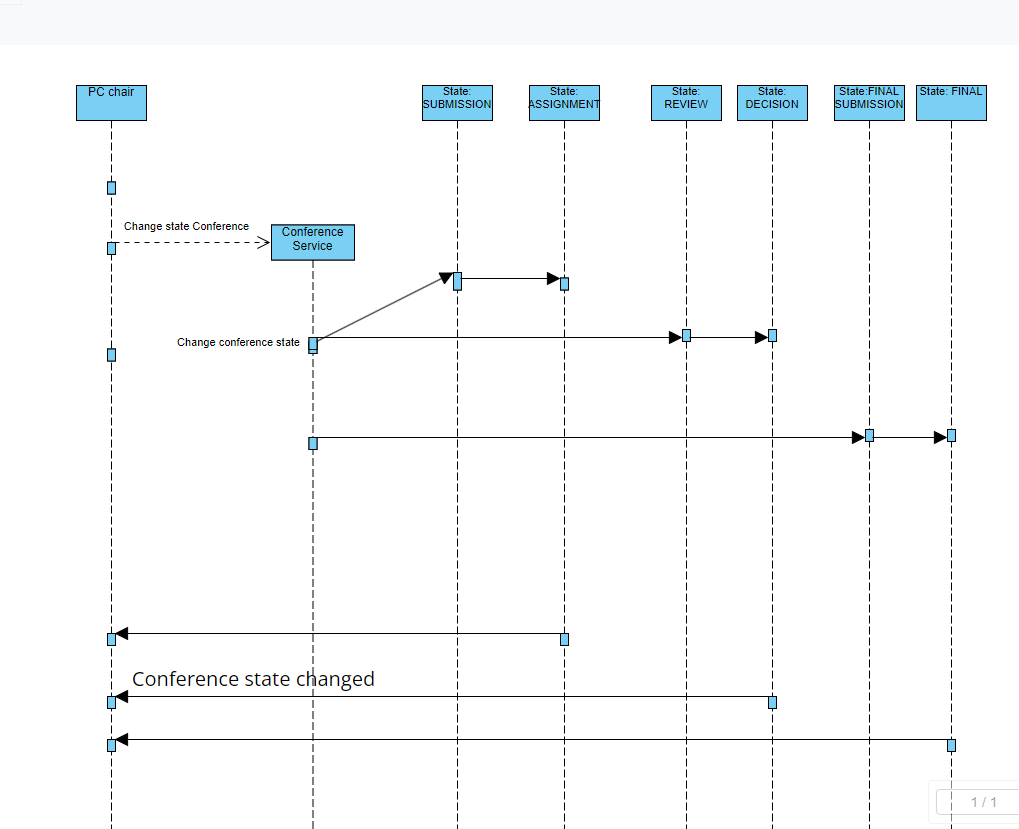 PC chair
State:
SUBMISSION
State:
ASSIGNMENT
State:
REVIEW
State:
DECISION
State:FINAL
SUBMISSION
State: FINAL
Change state Conference
Conference
Service
Change conference state
Conference state changed
1 / 1